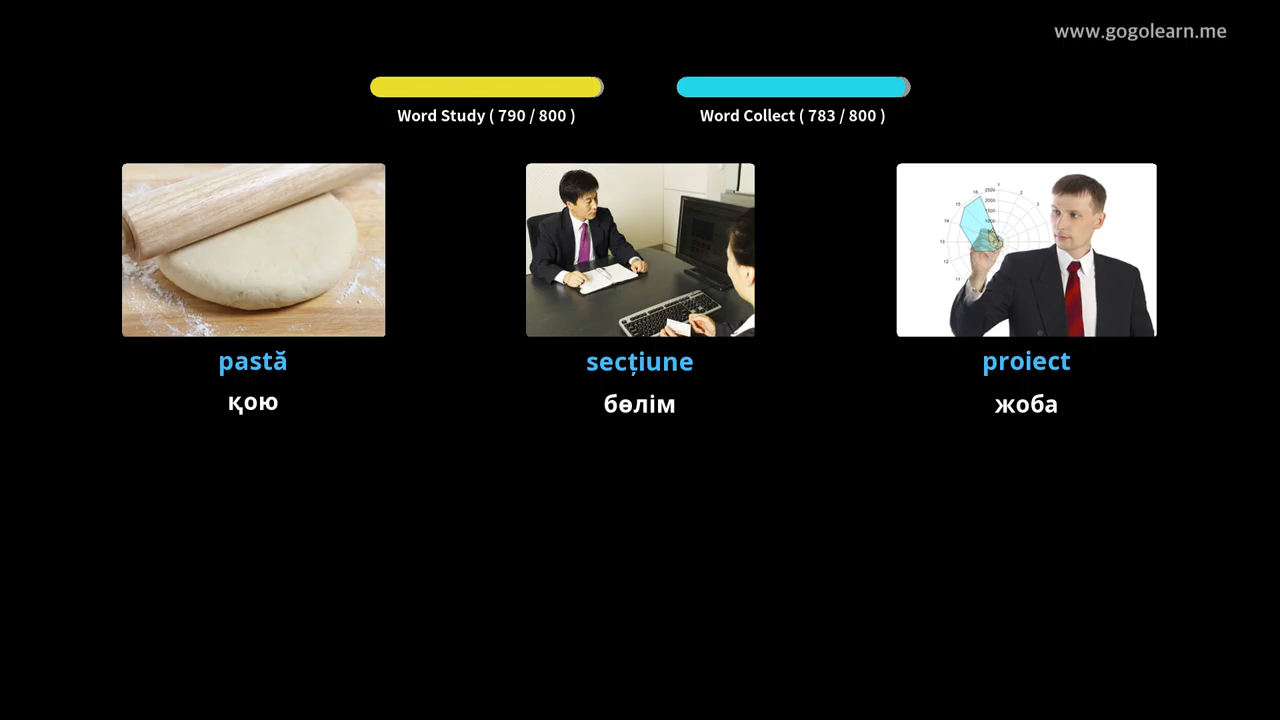 www.gogolearn.me
Word Study ( 790 / 800 )
Word Collect ( 783 / 800 )
pastă
secțiune
proiect
қою
бөлім
жоба